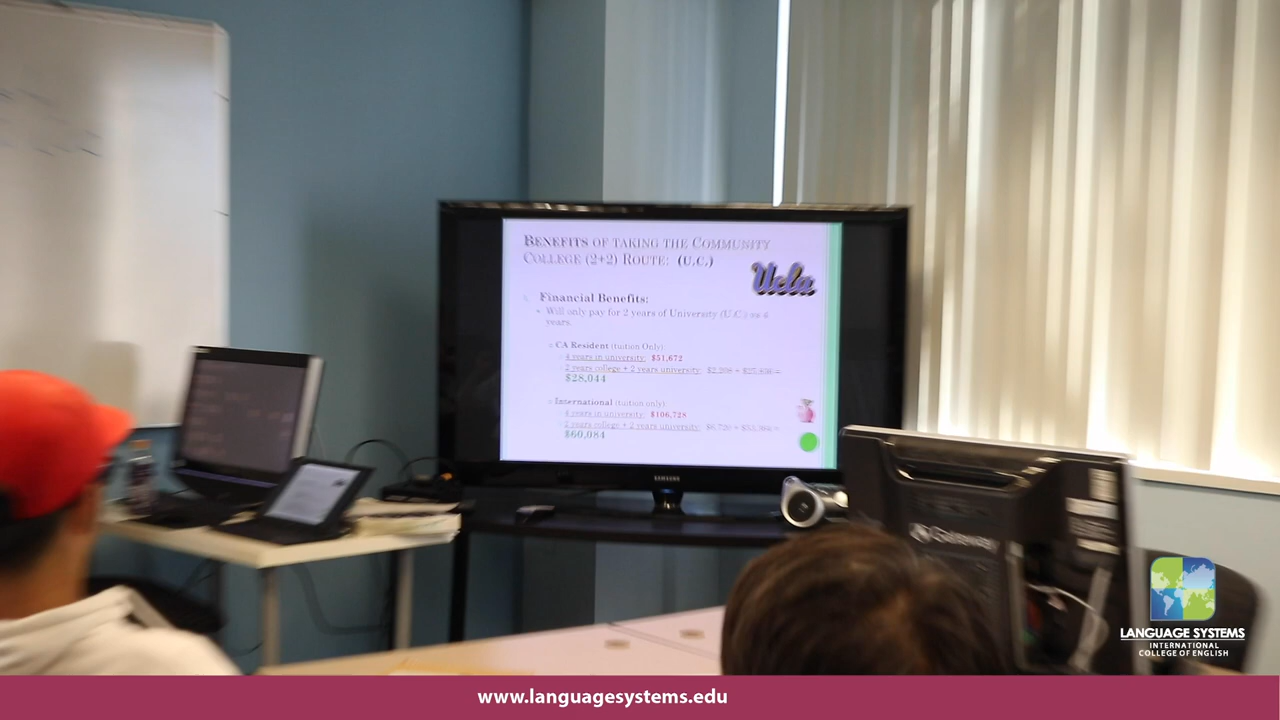 BENEFITS OF TAKING THE COMMUNITY
COLLEGE (2+2) ROUTE: (U.C.)
Ucla
Financial Benefits:
Will only pay for 2 years of University (U.C.) vs 4
years.
CA Resident (tuition Only):
4 years in university: $51,672
2 years college + 2 years university:
$28,044
International (tuition only)
4 years in university: $106,728
2 years college + 2 years university:
$60,084
SAMSUNG
Gateway
LANGUAGE SYSTEMS
INTERNATIONAL
COLLEGE OF ENGLISH
www.languagesystems.edu